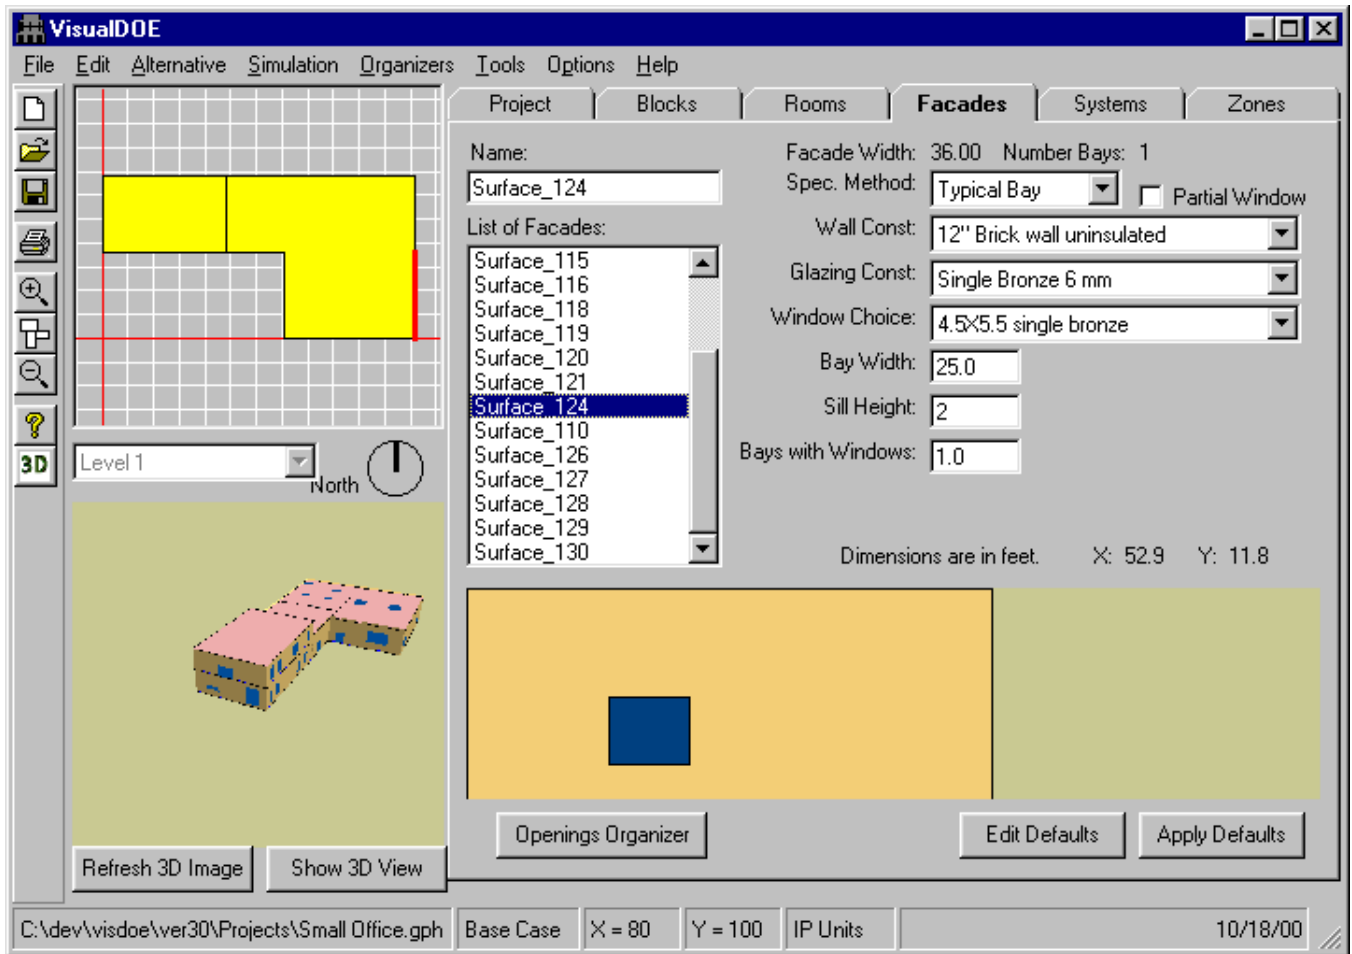 VisualDOE
File Edit Alternative Simulation Organizers Tools Options Help
Project Blocks Rooms Facades Systems Zones
Name:
Surface_124
List of Facades:
Surface_115
Surface_116
Surface_118
Surface_119
Surface_120
Surface_121
Surface_124
Surface_110
Surface_126
Surface_127
Surface_128
Surface_129
Surface_130
Facade Width: 36.00 Number Bays: 1
Spec. Method: Typical Bay Partial Window
Wall Const: 12" Brick wall uninsulated
Glazing Const: Single Bronze 6 mm
Window Choice: 4.5X5.5 single bronze
Bay Width: 25.0
Sill Height: 2
Bays with Windows: 1.0
Dimensions are in feet. X: 52.9 Y: 11.8
3D
Level 1
North
Openings Organizer Edit Defaults Apply Defaults
Refresh 3D Image Show 3D View
C:\dev\visdoe\ver30\Projects\Small Office.gph Base Case X = 80 Y = 100 IP Units 10/18/00